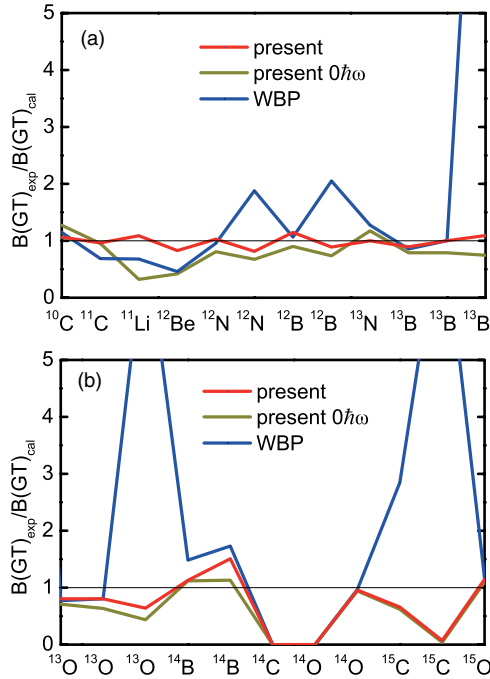 (a)
present
present 0ħω
WBP
B(GT)exp/B(GT)cal
5
4
3
2
1
0
¹⁰C ¹¹C ¹¹Li ¹²Be ¹²N ¹²N ¹²B ¹²B ¹³N ¹³B ¹³B ¹³B
(b)
present
present 0ħω
WBP
B(GT)exp/B(GT)cal
5
4
3
2
1
0
¹³O ¹³O ¹³O ¹⁴B ¹⁴B ¹⁴C ¹⁴O ¹⁴O ¹⁵C ¹⁵C ¹⁵O